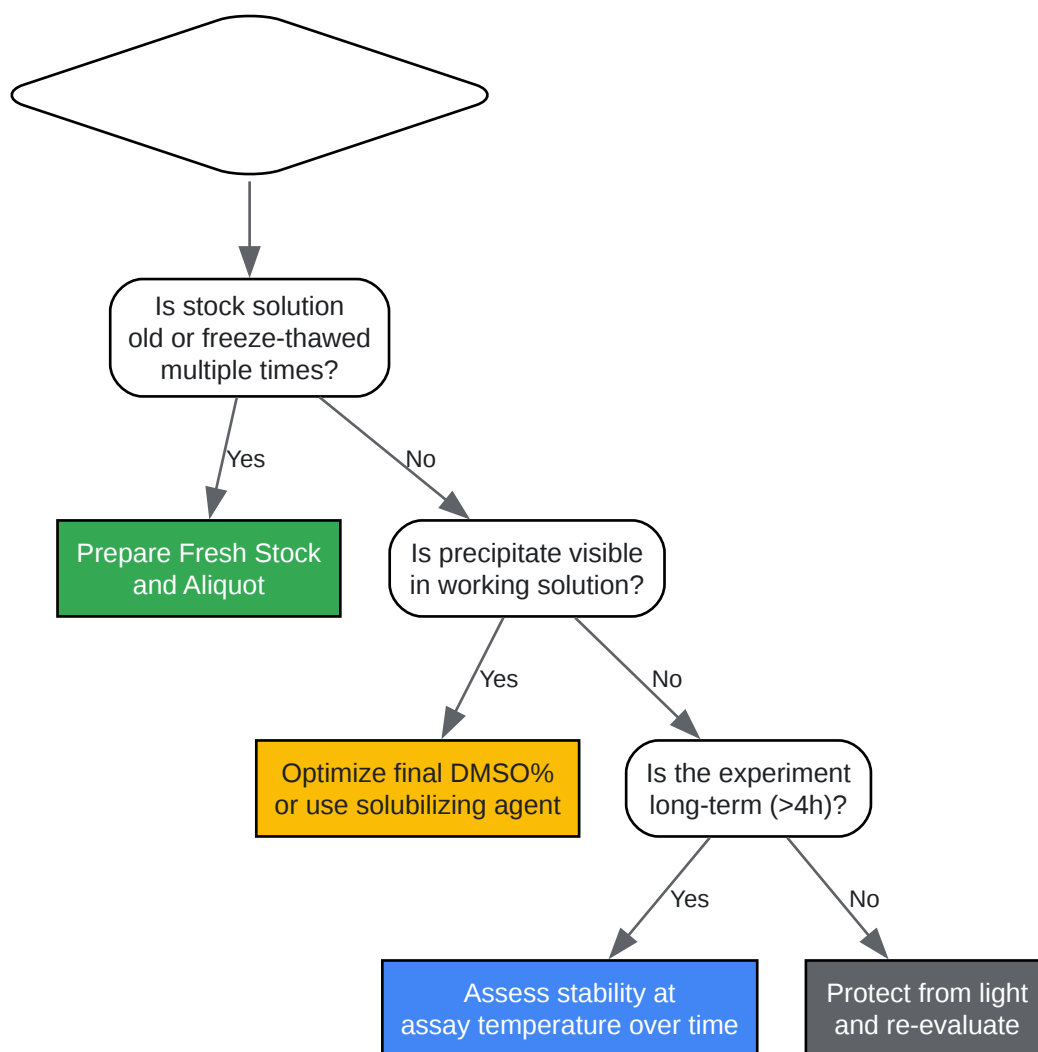 Is stock solution
old or freeze-thawed
multiple times?
Yes
No
Prepare Fresh Stock
and Aliquot
Is precipitate visible
in working solution?
Yes
No
Optimize final DMSO%
or use solubilizing agent
Is the experiment
long-term (>4h)?
Yes
No
Assess stability at
assay temperature over time
Protect from light
and re-evaluate